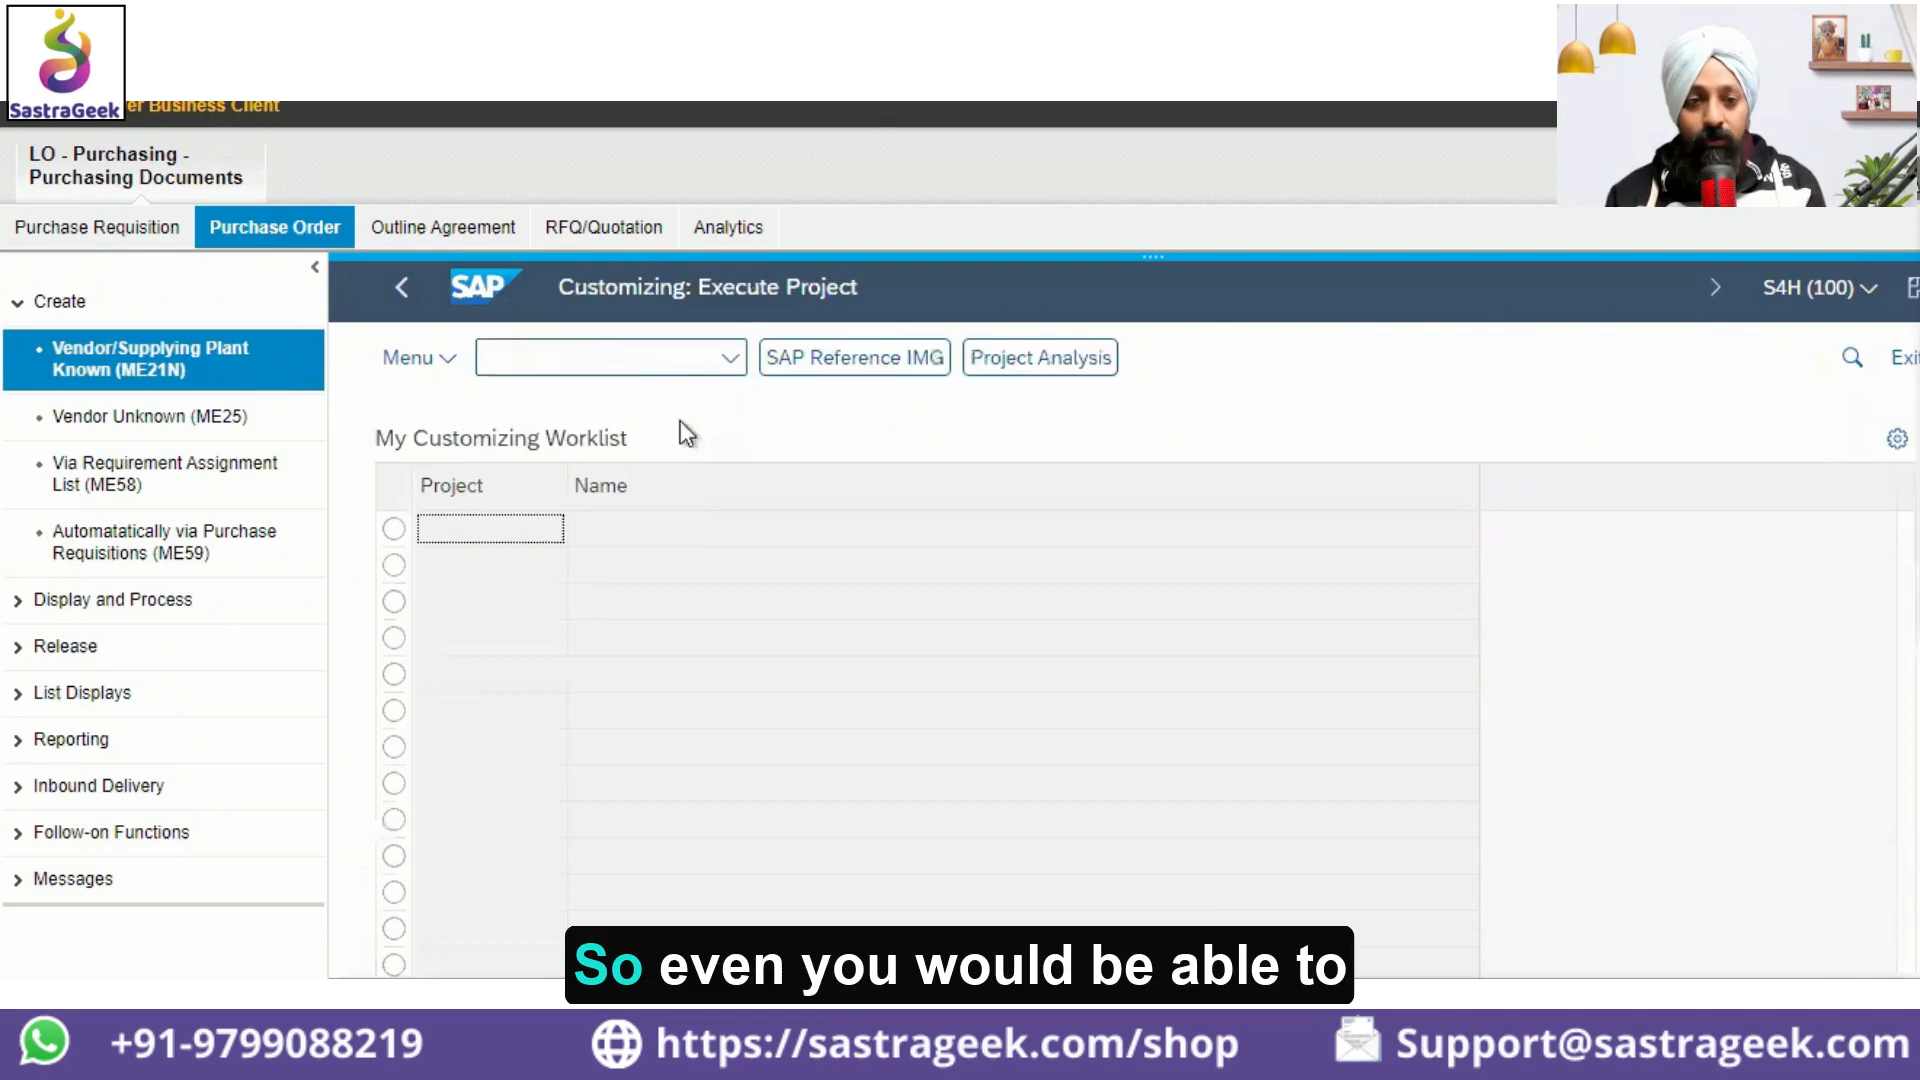 SastraGeek
er Business Client
LO - Purchasing -
Purchasing Documents
Purchase Requisition
Purchase Order
Outline Agreement
RFQ/Quotation
Analytics
Create
Vendor/Supplying Plant
Known (ME21N)
Vendor Unknown (ME25)
Via Requirement Assignment
List (ME58)
Automatatically via Purchase
Requisitions (ME59)
Display and Process
Release
List Displays
Reporting
Inbound Delivery
Follow-on Functions
Messages
SAP
Customizing: Execute Project
S4H (100)
Menu
SAP Reference IMG
Project Analysis
Exit
My Customizing Worklist
Project
Name
So even you would be able to
+91-9799088219
https://sastrageek.com/shop
Support@sastrageek.com